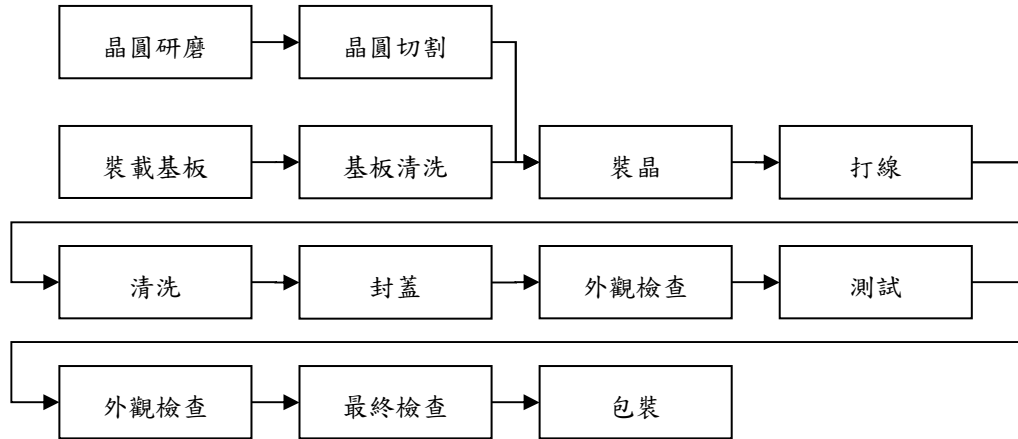 晶圓研磨
晶圓切割
裝載基板
基板清洗
裝晶
打線
清洗
封蓋
外觀檢查
測試
外觀檢查
最終檢查
包裝